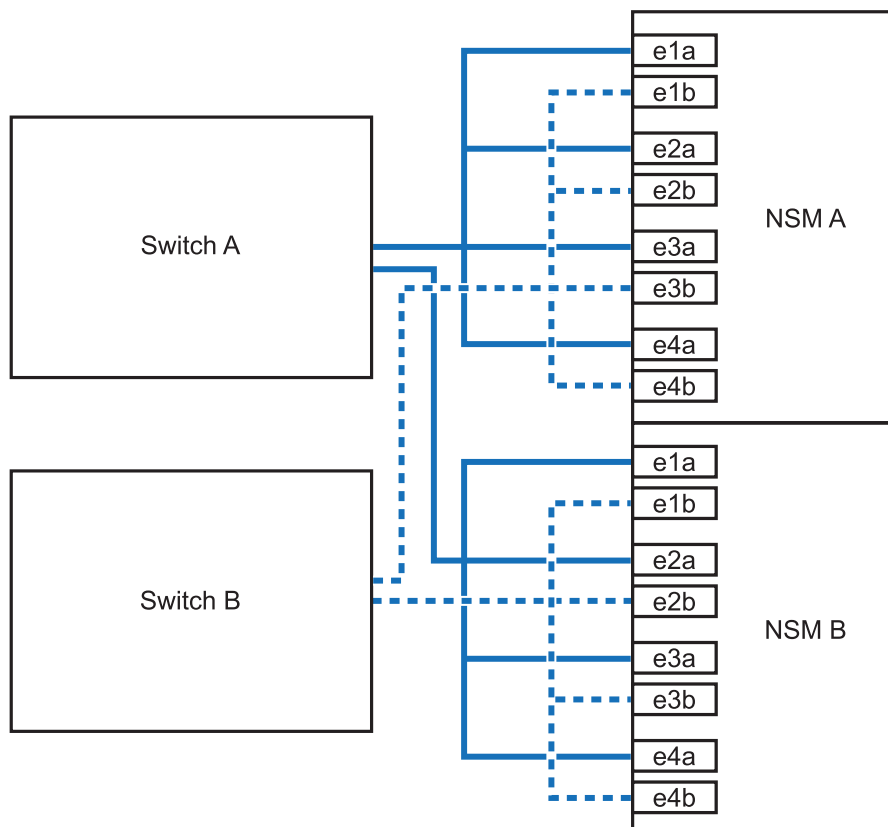 Switch A
Switch B
e1a
e1b
e2a
e2b
e3a
e3b
e4a
e4b
NSM A
e1a
e1b
e2a
e2b
e3a
e3b
e4a
e4b
NSM B